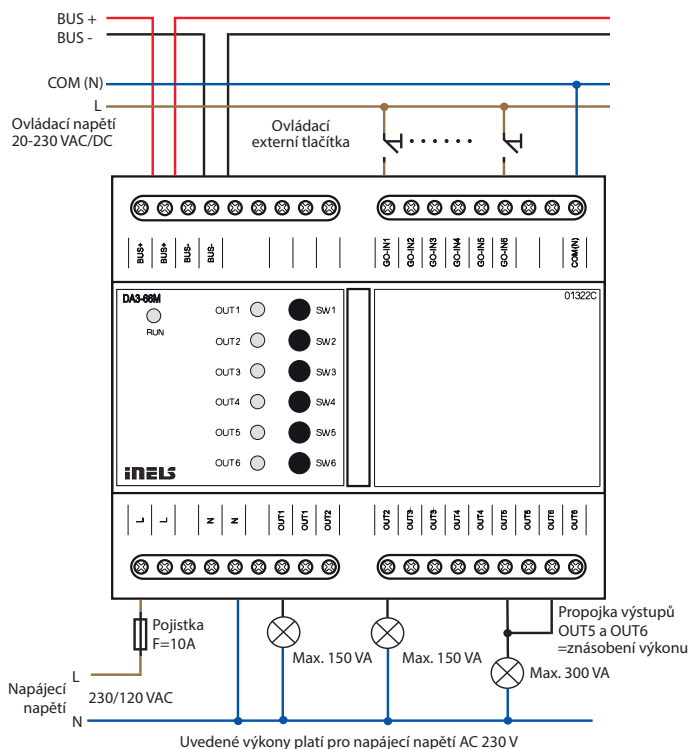 BUS +
BUS -
COM (N)
L
Ovládací napětí
20-230 VAC/DC
Ovládací
externí tlačítka
BUS+ BUS+ BUS- BUS- GO-IN1 GO-IN2 GO-IN3 GO-IN4 GO-IN5 GO-IN6 COM(N)
DA3-66M
01322C
RUN
OUT1 SW1
OUT2 SW2
OUT3 SW3
OUT4 SW4
OUT5 SW5
OUT6 SW6
iNELS
L L N N OUT1 OUT1 OUT2 OUT2 OUT3 OUT3 OUT4 OUT4 OUT5 OUT5 OUT6 OUT6
Pojistka
F=10A
Max. 150 VA
Max. 150 VA
Propojka výstupů
OUT5 a OUT6
=znásobení výkonu
Max. 300 VA
L
Napájecí
napětí
230/120 VAC
N
Uvedené výkony platí pro napájecí napětí AC 230 V